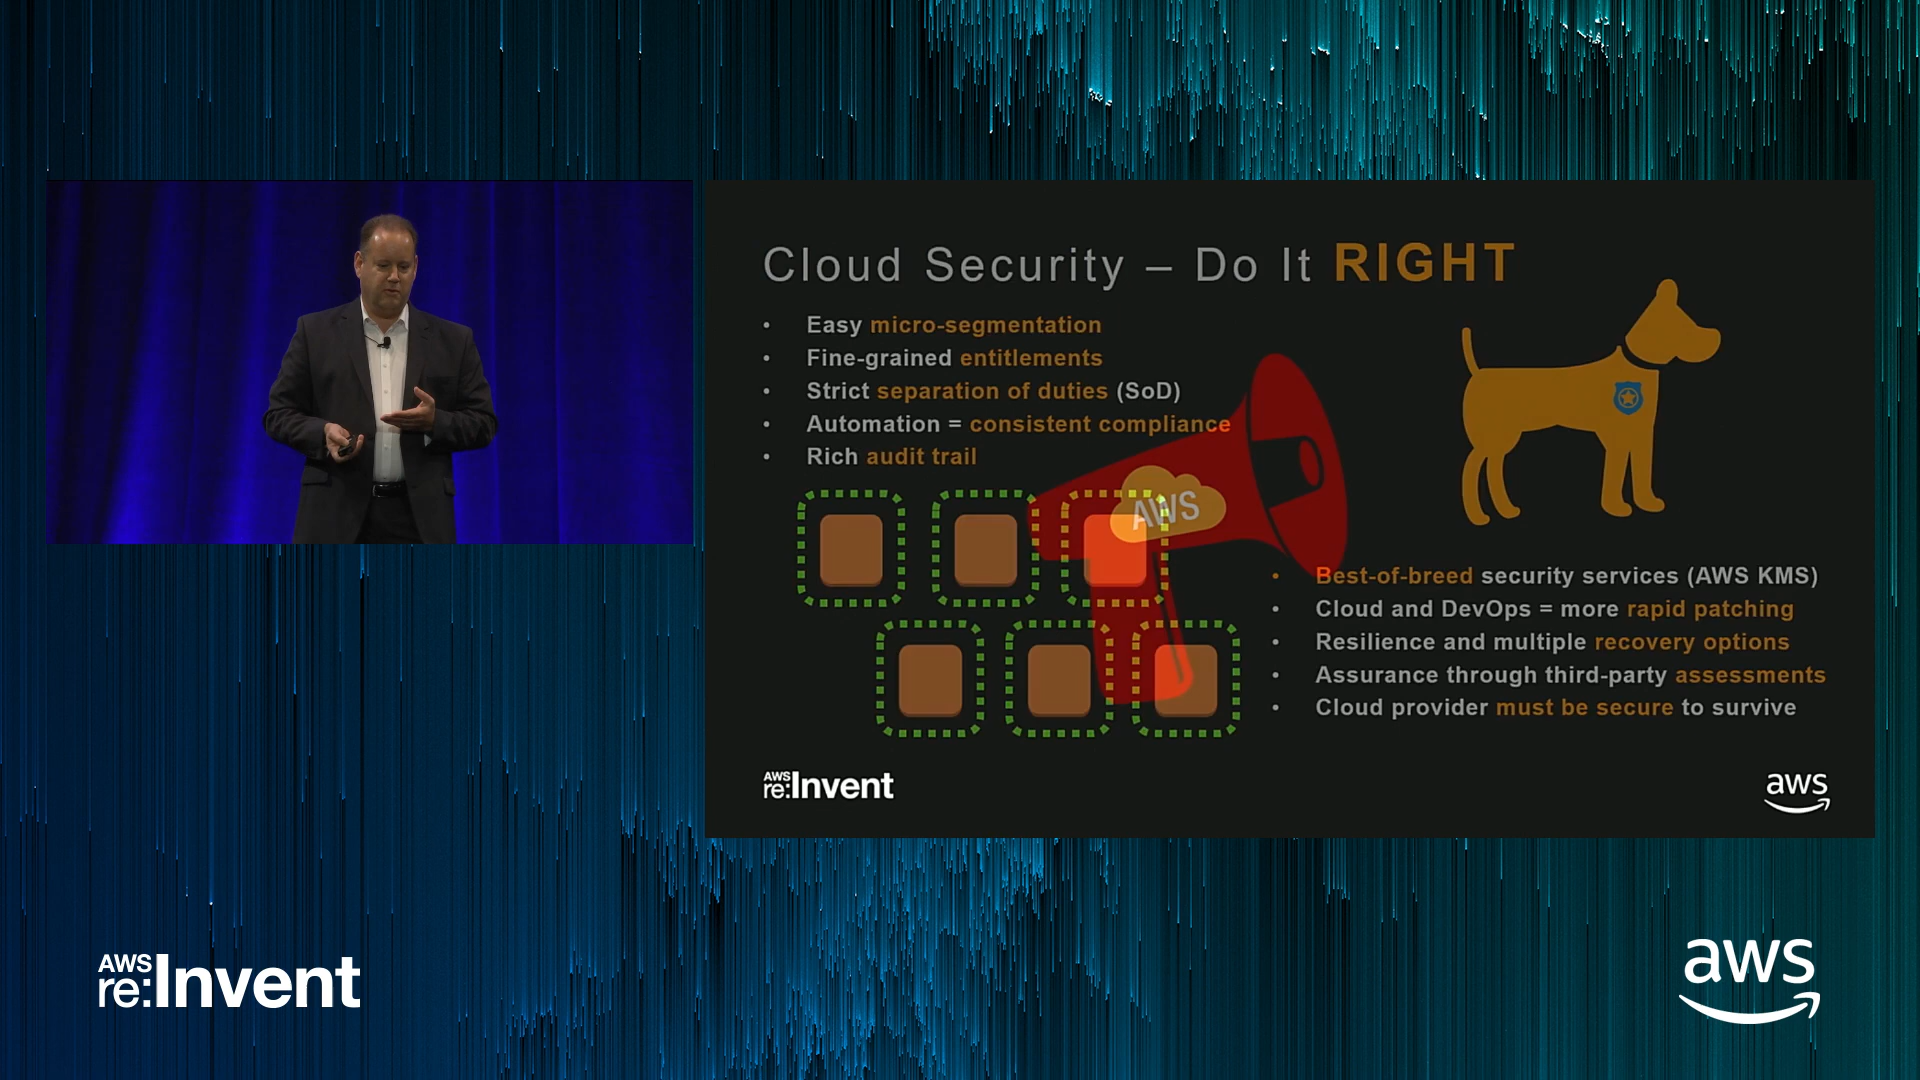 Cloud Security – Do It RIGHT
• Easy micro-segmentation
• Fine-grained entitlements
• Strict separation of duties (SoD)
• Automation = consistent compliance
• Rich audit trail
AWS
• Best-of-breed security services (AWS KMS)
• Cloud and DevOps = more rapid patching
• Resilience and multiple recovery options
• Assurance through third-party assessments
• Cloud provider must be secure to survive
AWS
re:Invent
aws
AWS
re:Invent
aws